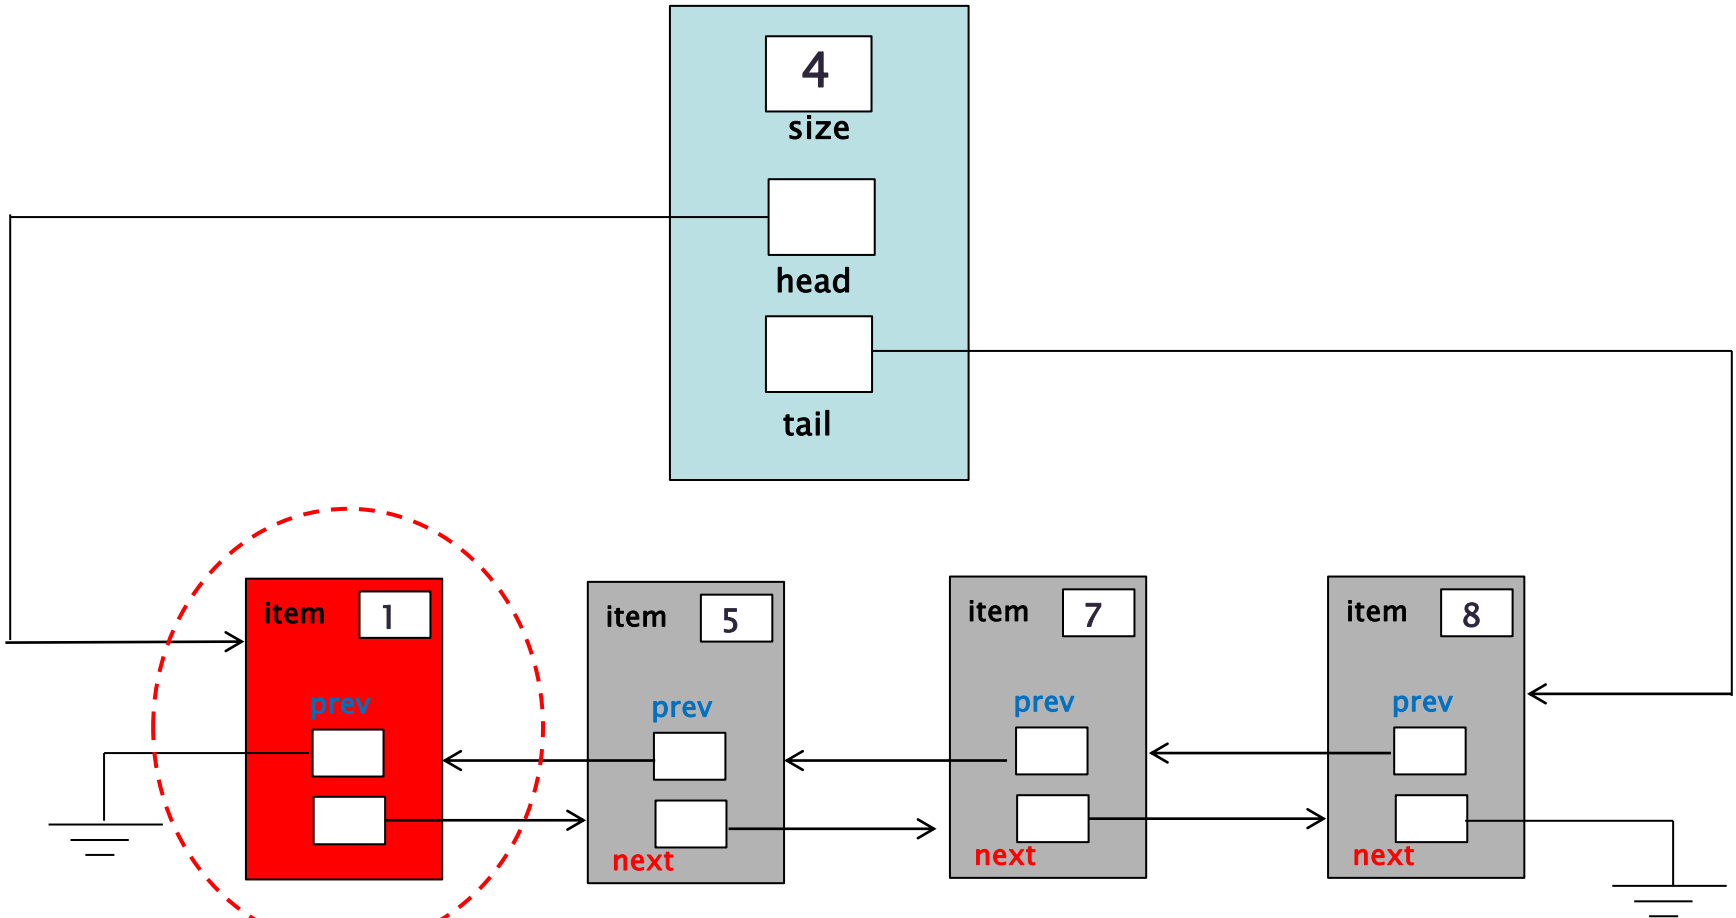 4
size
head
tail
item 1
prev
item 5
prev
next
item 7
prev
next
item 8
prev
next